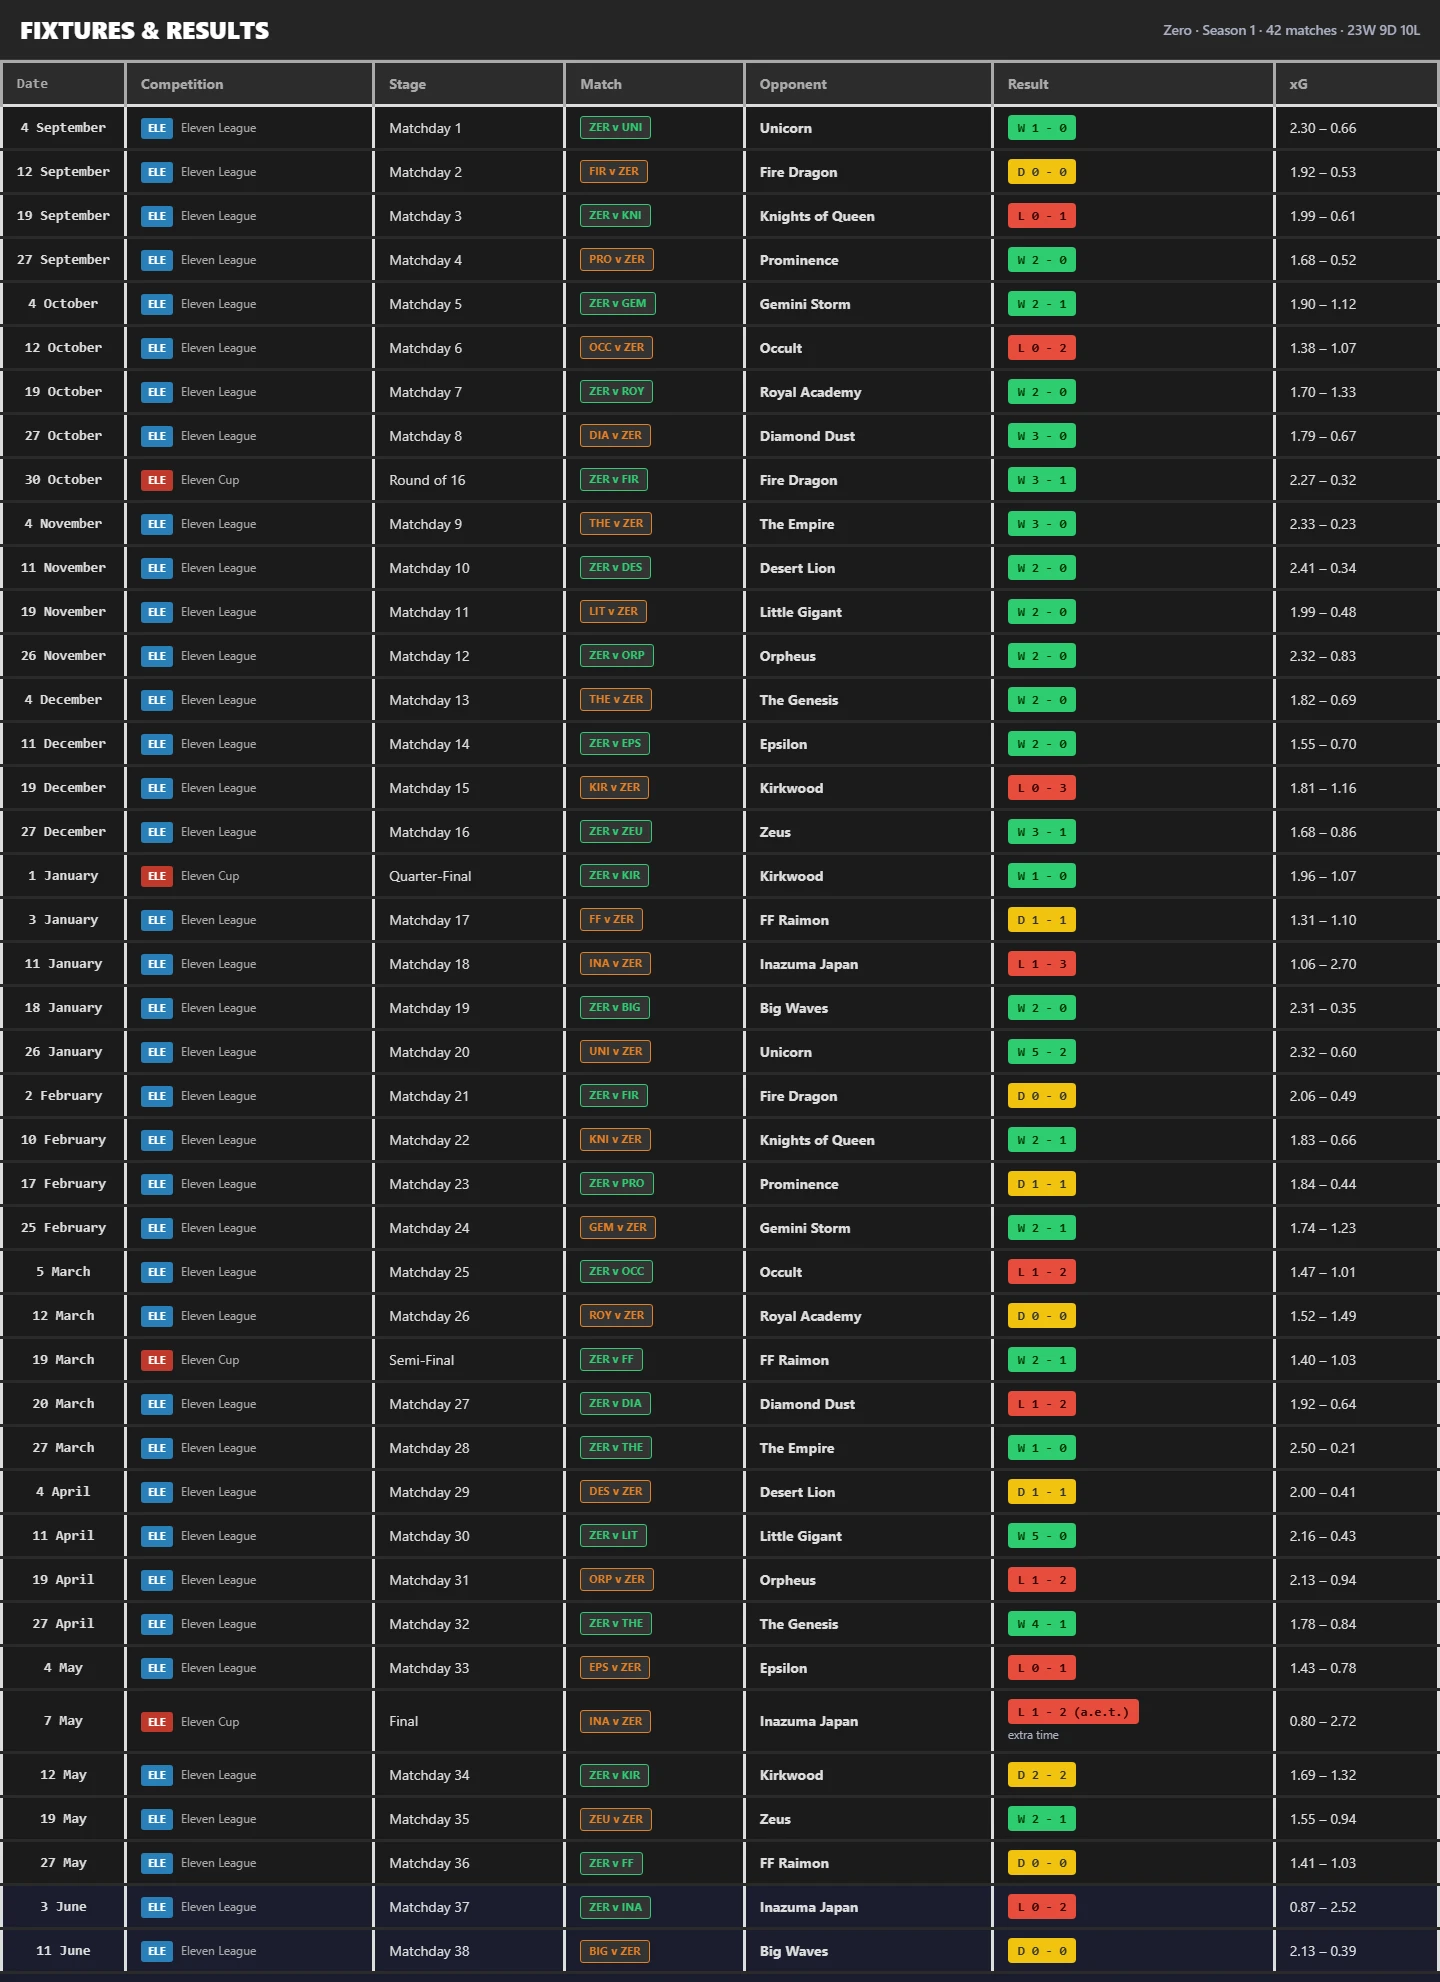 FIXTURES & RESULTS
Zero · Season 1 · 42 matches · 23W 9D 10L
Date Competition Stage Match Opponent Result xG
4 September ELE Eleven League Matchday 1 ZER v UNI Unicorn W 1 - 0 2.30 – 0.66
12 September ELE Eleven League Matchday 2 FIR v ZER Fire Dragon D 0 - 0 1.92 – 0.53
19 September ELE Eleven League Matchday 3 ZER v KNI Knights of Queen L 0 - 1 1.99 – 0.61
27 September ELE Eleven League Matchday 4 PRO v ZER Prominence W 2 - 0 1.68 – 0.52
4 October ELE Eleven League Matchday 5 ZER v GEM Gemini Storm W 2 - 1 1.90 – 1.12
12 October ELE Eleven League Matchday 6 OCC v ZER Occult L 0 - 2 1.38 – 1.07
19 October ELE Eleven League Matchday 7 ZER v ROY Royal Academy W 2 - 0 1.70 – 1.33
27 October ELE Eleven League Matchday 8 DIA v ZER Diamond Dust W 3 - 0 1.79 – 0.67
30 October ELE Eleven Cup Round of 16 ZER v FIR Fire Dragon W 3 - 1 2.27 – 0.32
4 November ELE Eleven League Matchday 9 THE v ZER The Empire W 3 - 0 2.33 – 0.23
11 November ELE Eleven League Matchday 10 ZER v DES Desert Lion W 2 - 0 2.41 – 0.34
19 November ELE Eleven League Matchday 11 LIT v ZER Little Gigant W 2 - 0 1.99 – 0.48
26 November ELE Eleven League Matchday 12 ZER v ORP Orpheus W 2 - 0 2.32 – 0.83
4 December ELE Eleven League Matchday 13 THE v ZER The Genesis W 2 - 0 1.82 – 0.69
11 December ELE Eleven League Matchday 14 ZER v EPS Epsilon W 2 - 0 1.55 – 0.70
19 December ELE Eleven League Matchday 15 KIR v ZER Kirkwood L 0 - 3 1.81 – 1.16
27 December ELE Eleven League Matchday 16 ZER v ZEU Zeus W 3 - 1 1.68 – 0.86
1 January ELE Eleven Cup Quarter-Final ZER v KIR Kirkwood W 1 - 0 1.96 – 1.07
3 January ELE Eleven League Matchday 17 FF v ZER FF Raimon D 1 - 1 1.31 – 1.10
11 January ELE Eleven League Matchday 18 INA v ZER Inazuma Japan L 1 - 3 1.06 – 2.70
18 January ELE Eleven League Matchday 19 ZER v BIG Big Waves W 2 - 0 2.31 – 0.35
26 January ELE Eleven League Matchday 20 UNI v ZER Unicorn W 5 - 2 2.32 – 0.60
2 February ELE Eleven League Matchday 21 ZER v FIR Fire Dragon D 0 - 0 2.06 – 0.49
10 February ELE Eleven League Matchday 22 KNI v ZER Knights of Queen W 2 - 1 1.83 – 0.66
17 February ELE Eleven League Matchday 23 ZER v PRO Prominence D 1 - 1 1.84 – 0.44
25 February ELE Eleven League Matchday 24 GEM v ZER Gemini Storm W 2 - 1 1.74 – 1.23
5 March ELE Eleven League Matchday 25 ZER v OCC Occult L 1 - 2 1.47 – 1.01
12 March ELE Eleven League Matchday 26 ROY v ZER Royal Academy D 0 - 0 1.52 – 1.49
19 March ELE Eleven Cup Semi-Final ZER v FF FF Raimon W 2 - 1 1.40 – 1.03
20 March ELE Eleven League Matchday 27 ZER v DIA Diamond Dust L 1 - 2 1.92 – 0.64
27 March ELE Eleven League Matchday 28 ZER v THE The Empire W 1 - 0 2.50 – 0.21
4 April ELE Eleven League Matchday 29 DES v ZER Desert Lion D 1 - 1 2.00 – 0.41
11 April ELE Eleven League Matchday 30 ZER v LIT Little Gigant W 5 - 0 2.16 – 0.43
19 April ELE Eleven League Matchday 31 ORP v ZER Orpheus L 1 - 2 2.13 – 0.94
27 April ELE Eleven League Matchday 32 ZER v THE The Genesis W 4 - 1 1.78 – 0.84
4 May ELE Eleven League Matchday 33 EPS v ZER Epsilon L 0 - 1 1.43 – 0.78
7 May ELE Eleven Cup Final INA v ZER Inazuma Japan L 1 - 2 (a.e.t.) 0.80 – 2.72
extra time
12 May ELE Eleven League Matchday 34 ZER v KIR Kirkwood D 2 - 2 1.69 – 1.32
19 May ELE Eleven League Matchday 35 ZEU v ZER Zeus W 2 - 1 1.55 – 0.94
27 May ELE Eleven League Matchday 36 ZER v FF FF Raimon D 0 - 0 1.41 – 1.03
3 June ELE Eleven League Matchday 37 ZER v INA Inazuma Japan L 0 - 2 0.87 – 2.52
11 June ELE Eleven League Matchday 38 BIG v ZER Big Waves D 0 - 0 2.13 – 0.39